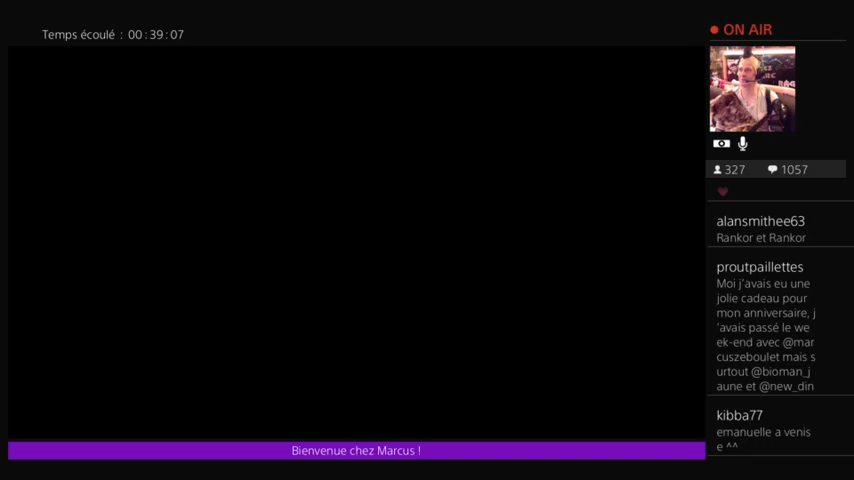 Temps écoulé : 00:39:07
ON AIR
327 1057
alansmithee63
Rankor et Rankor
proutpaillettes
Moi j'avais eu une
jolie cadeau pour
mon anniversaire, j
'avais passé le we
ek-end avec @mar
cuszeboulet mais s
urtout @bioman_j
aune et @new_din
kibba77
emanuelle a venis
e ^^
Bienvenue chez Marcus !